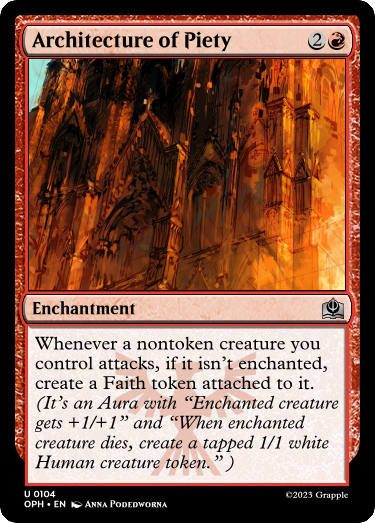 Architecture of Piety 2
Enchantment
Whenever a nontoken creature you
control attacks, if it isn't enchanted,
create a Faith token attached to it.
(It's an Aura with “Enchanted creature
gets +1/+1” and “When enchanted
creature dies, create a tapped 1/1 white
Human creature token.” )
U 0104
OPH • EN Anna Podedworna
©2023 Grapple